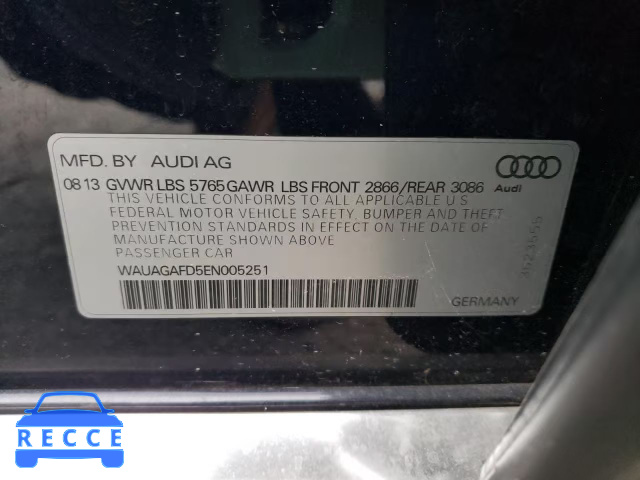 MFD. BY AUDI AG
08 13 GVWR LBS 5765 GAWR LBS FRONT 2866/REAR 3086
Audi
THIS VEHICLE CONFORMS TO ALL APPLICABLE U S
FEDERAL MOTOR VEHICLE SAFETY, BUMPER AND THEFT
PREVENTION STANDARDS IN EFFECT ON THE DATE OF
MANUFACTURE SHOWN ABOVE
PASSENGER CAR
WAUAGAFD5EN005251
GERMANY
RECCE